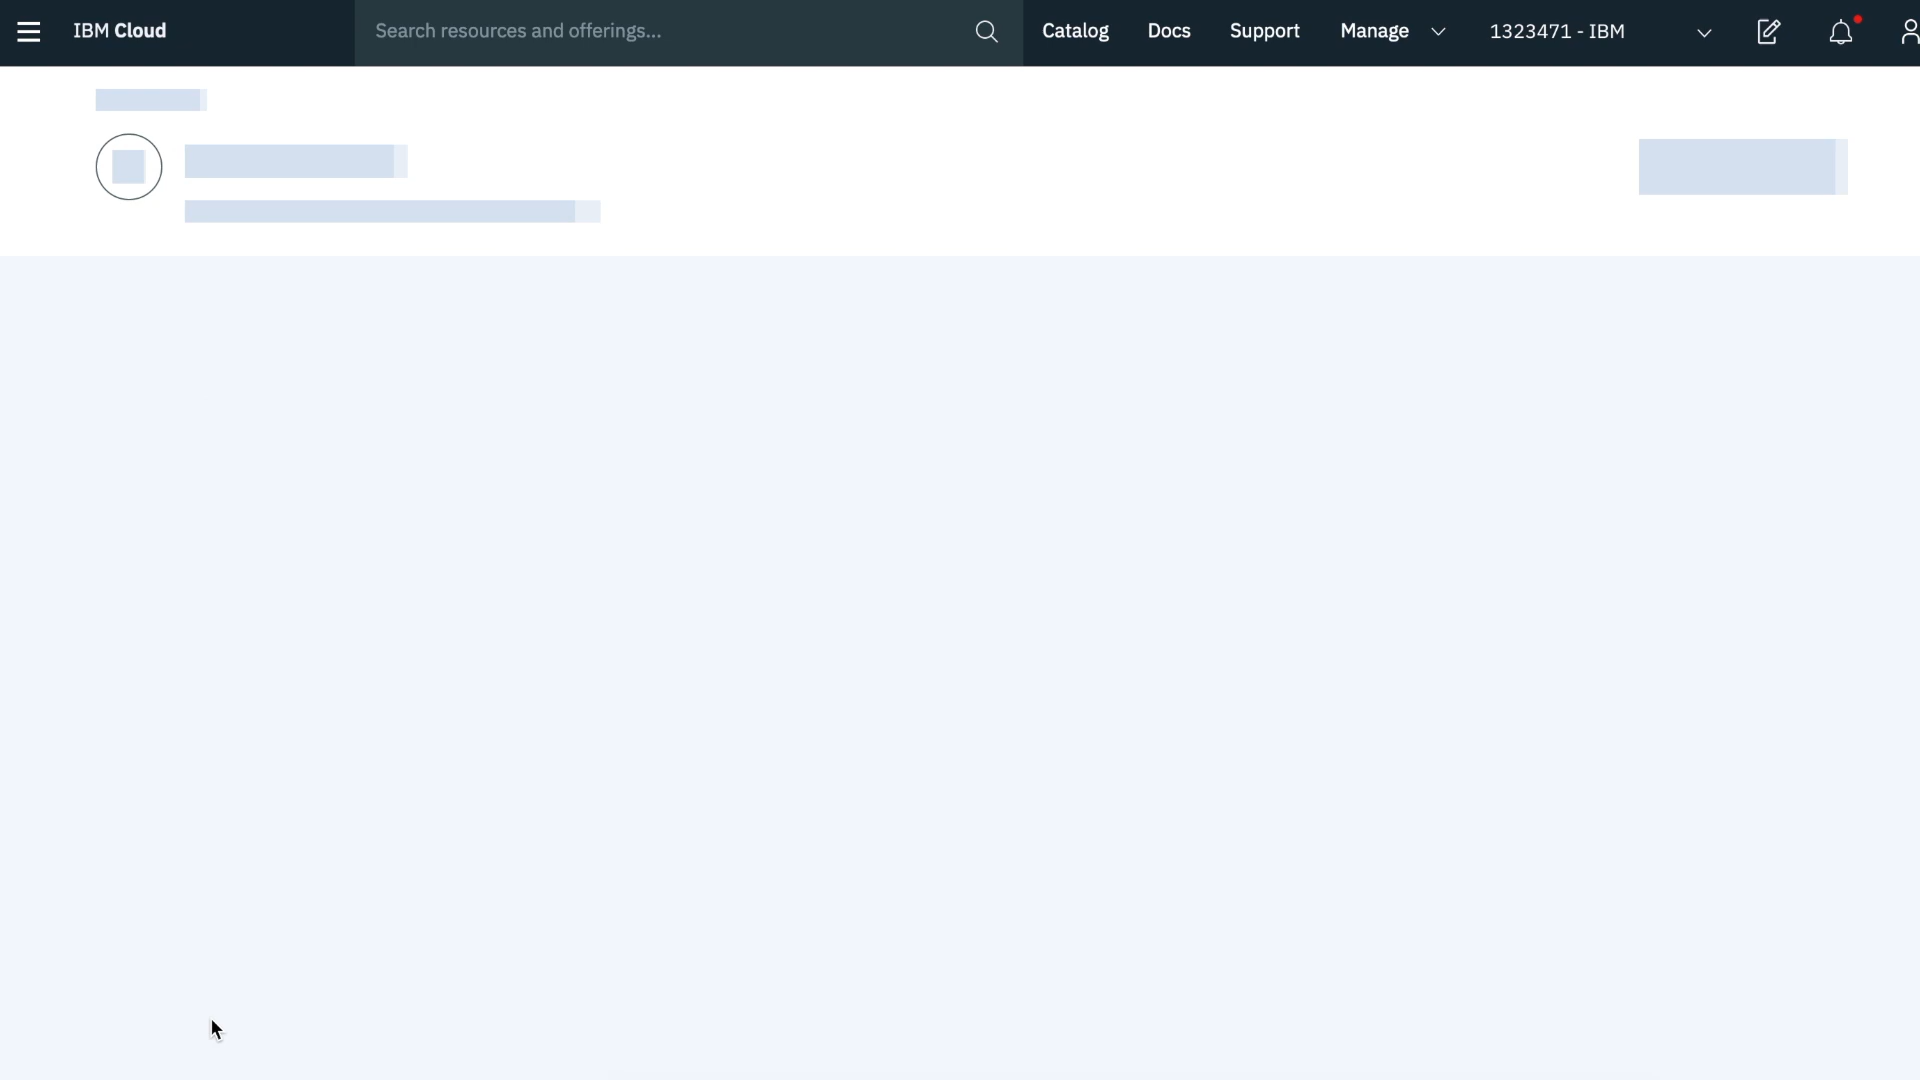 IBM Cloud
Search resources and offerings...
Catalog
Docs
Support
Manage
1323471 - IBM